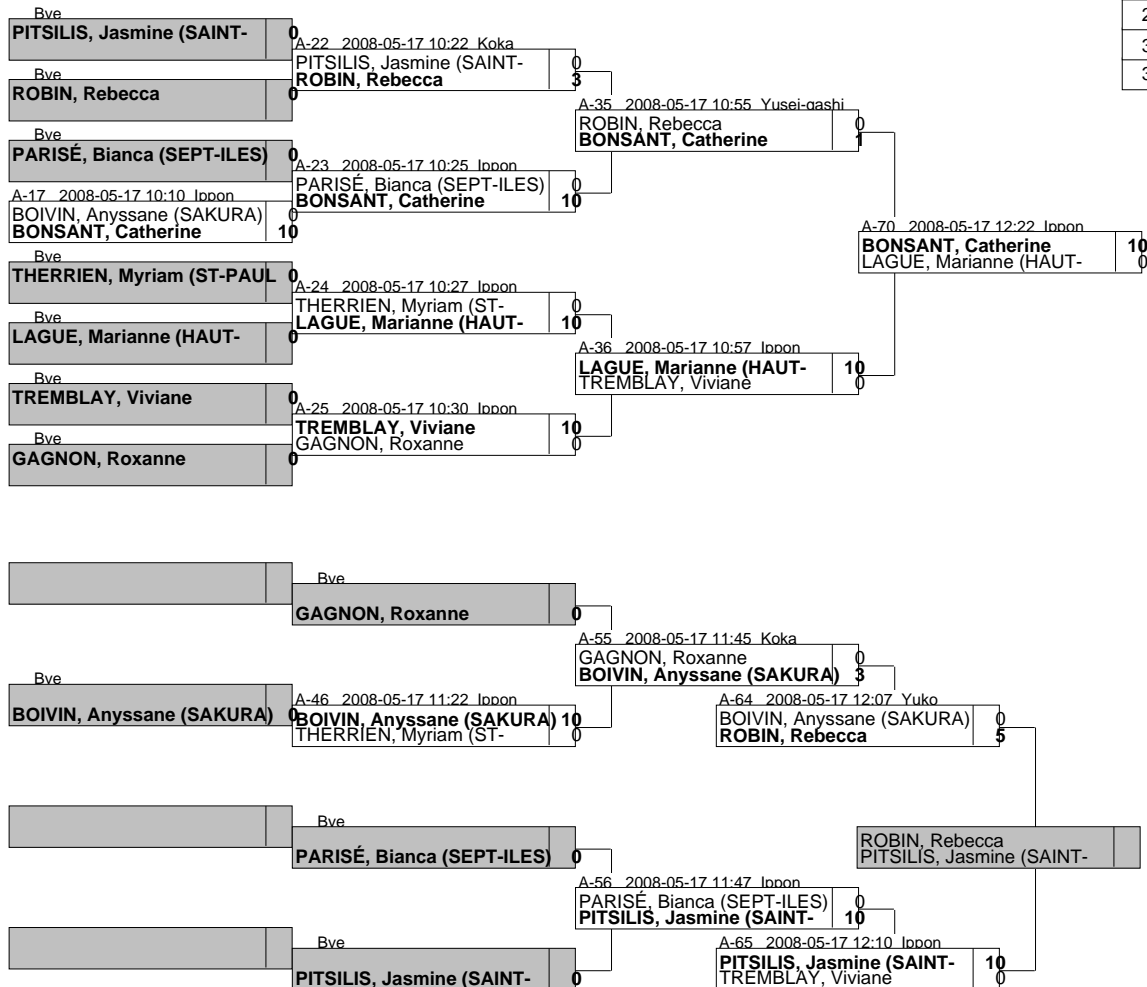 Bye
PITSILIS, Jasmine (SAINT- 0
Bye
ROBIN, Rebecca 0
Bye
PARISÉ, Bianca (SEPT-ILES) 0
A-17 2008-05-17 10:10 Ippon
BOIVIN, Anyssane (SAKURA) 0
BONSANT, Catherine 10
Bye
THERRIEN, Myriam (ST-PAUL 0
Bye
LAGUE, Marianne (HAUT- 0
Bye
TREMBLAY, Viviane 0
Bye
GAGNON, Roxanne 0
A-22 2008-05-17 10:22 Koka
PITSILIS, Jasmine (SAINT- 0
ROBIN, Rebecca 3
A-23 2008-05-17 10:25 Ippon
PARISÉ, Bianca (SEPT-ILES) 0
BONSANT, Catherine 10
A-24 2008-05-17 10:27 Ippon
THERRIEN, Myriam (ST- 0
LAGUE, Marianne (HAUT- 10
A-25 2008-05-17 10:30 Ippon
TREMBLAY, Viviane 10
GAGNON, Roxanne 0
A-35 2008-05-17 10:55 Yusei-gashi
ROBIN, Rebecca 0
BONSANT, Catherine 1
A-36 2008-05-17 10:57 Ippon
LAGUE, Marianne (HAUT- 10
TREMBLAY, Viviane 0
A-70 2008-05-17 12:22 Ippon
BONSANT, Catherine 10
LAGUE, Marianne (HAUT- 0
2
3
3
Bye
BOIVIN, Anyssane (SAKURA) 0
Bye
GAGNON, Roxanne 0
A-46 2008-05-17 11:22 Ippon
BOIVIN, Anyssane (SAKURA) 10
THERRIEN, Myriam (ST- 0
Bye
PARISÉ, Bianca (SEPT-ILES) 0
Bye
PITSILIS, Jasmine (SAINT- 0
A-55 2008-05-17 11:45 Koka
GAGNON, Roxanne 0
BOIVIN, Anyssane (SAKURA) 3
A-56 2008-05-17 11:47 Ippon
PARISÉ, Bianca (SEPT-ILES) 0
PITSILIS, Jasmine (SAINT- 10
A-64 2008-05-17 12:07 Yuko
BOIVIN, Anyssane (SAKURA) 0
ROBIN, Rebecca 5
A-65 2008-05-17 12:10 Ippon
PITSILIS, Jasmine (SAINT- 10
TREMBLAY, Viviane 0
ROBIN, Rebecca
PITSILIS, Jasmine (SAINT-